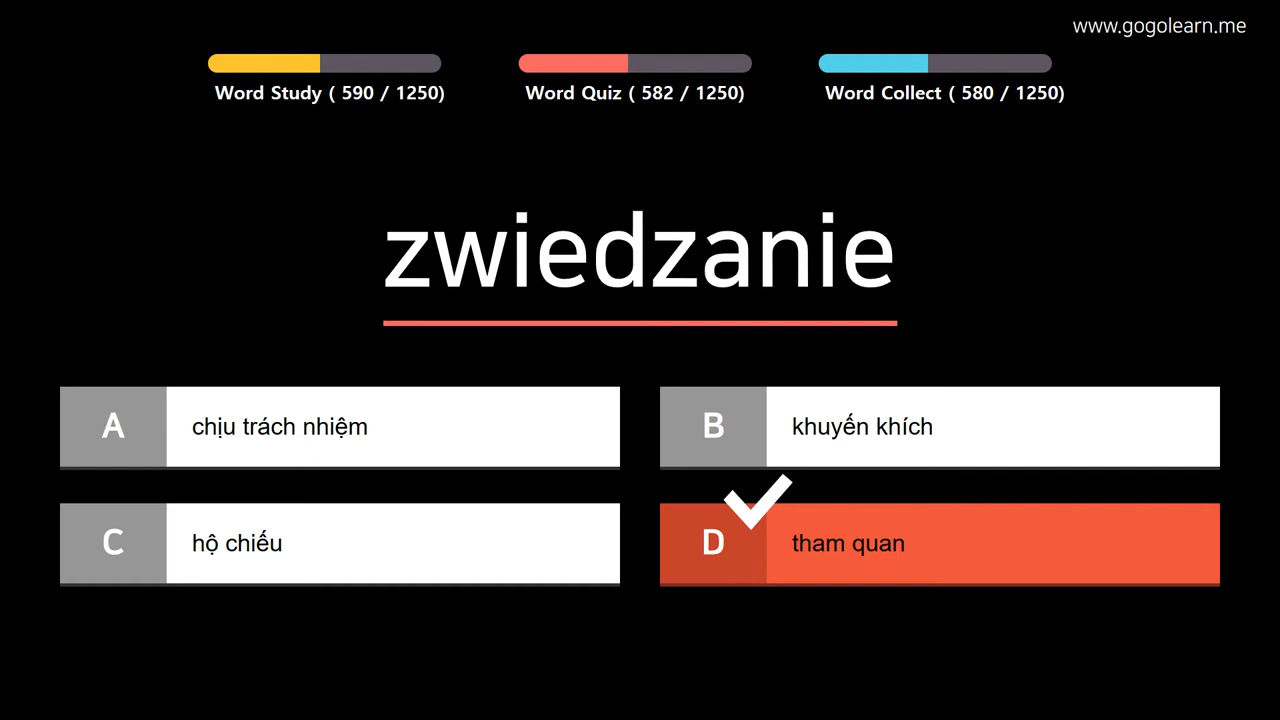 www.gogolearn.me
Word Study ( 590 / 1250)
Word Quiz ( 582 / 1250)
Word Collect ( 580 / 1250)
zwiedzanie
A chịu trách nhiệm
B khuyến khích
C hộ chiếu
D tham quan